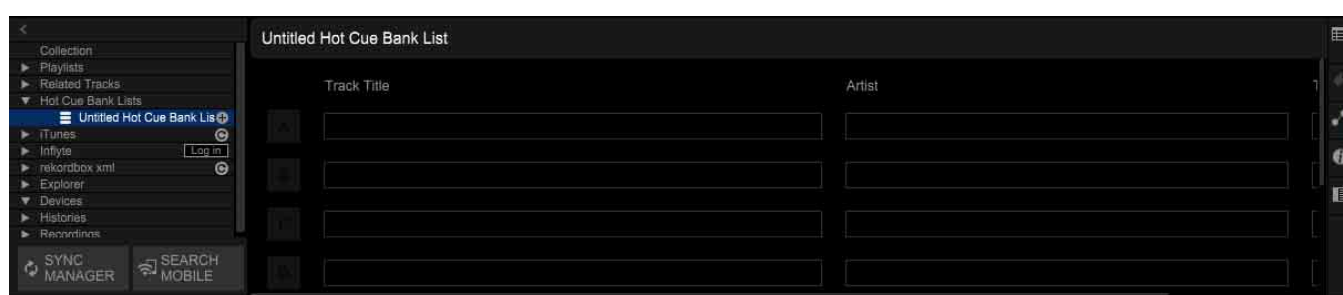 Collection
Playlists
Related Tracks
Hot Cue Bank Lists
Untitled Hot Cue Bank Lis
iTunes
Inflyte
Log in
rekordbox xml
Explorer
Devices
Histories
Recordings
SYNC
MANAGER
SEARCH
MOBILE
Untitled Hot Cue Bank List
Track Title
Artist
A